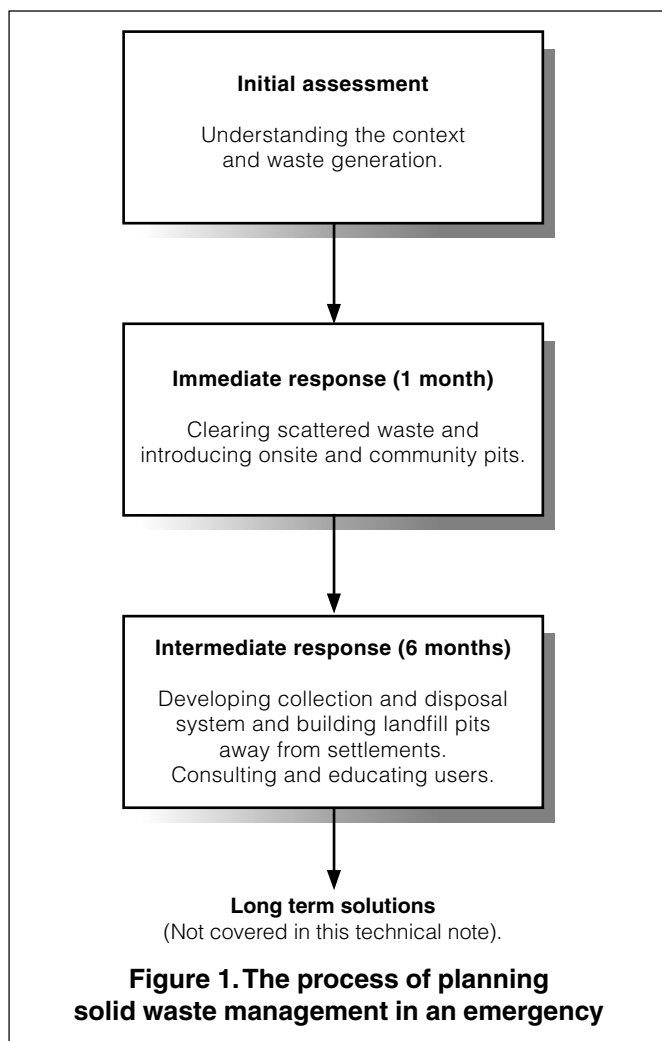 Initial assessment
Understanding the context
and waste generation.
Immediate response (1 month)
Clearing scattered waste and
introducing onsite and community pits.
Intermediate response (6 months)
Developing collection and disposal
system and building landfill pits
away from settlements.
Consulting and educating users.
Long term solutions
(Not covered in this technical note).
Figure 1. The process of planning
solid waste management in an emergency